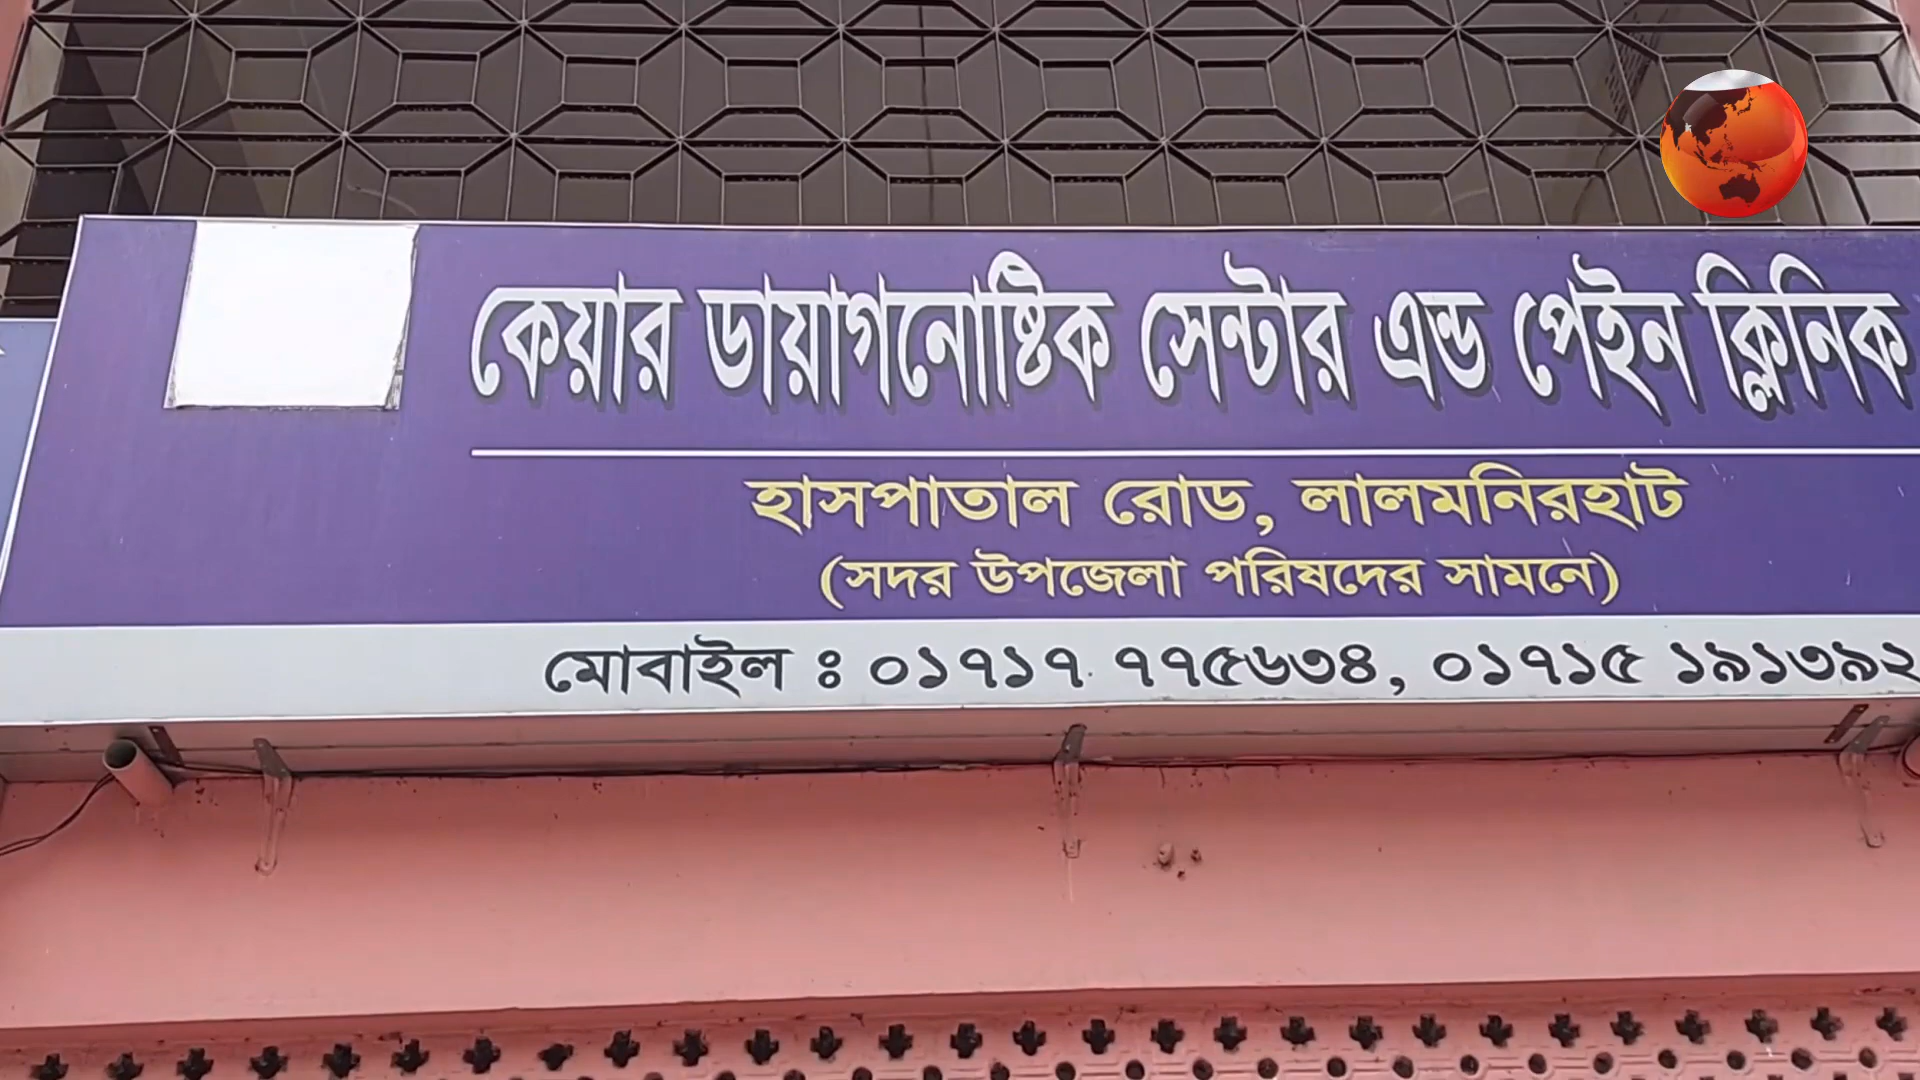 কেয়ার ডায়াগনোষ্টিক সেন্টার এন্ড পেইন ক্লিনিক
হাসপাতাল রোড, লালমনিরহাট
(সদর উপজেলা পরিষদের সামনে)
মোবাইল ঃ ০১৭১৭ ৭৭৫৬৩৪, ০১৭১৫ ১৯১৩৯২